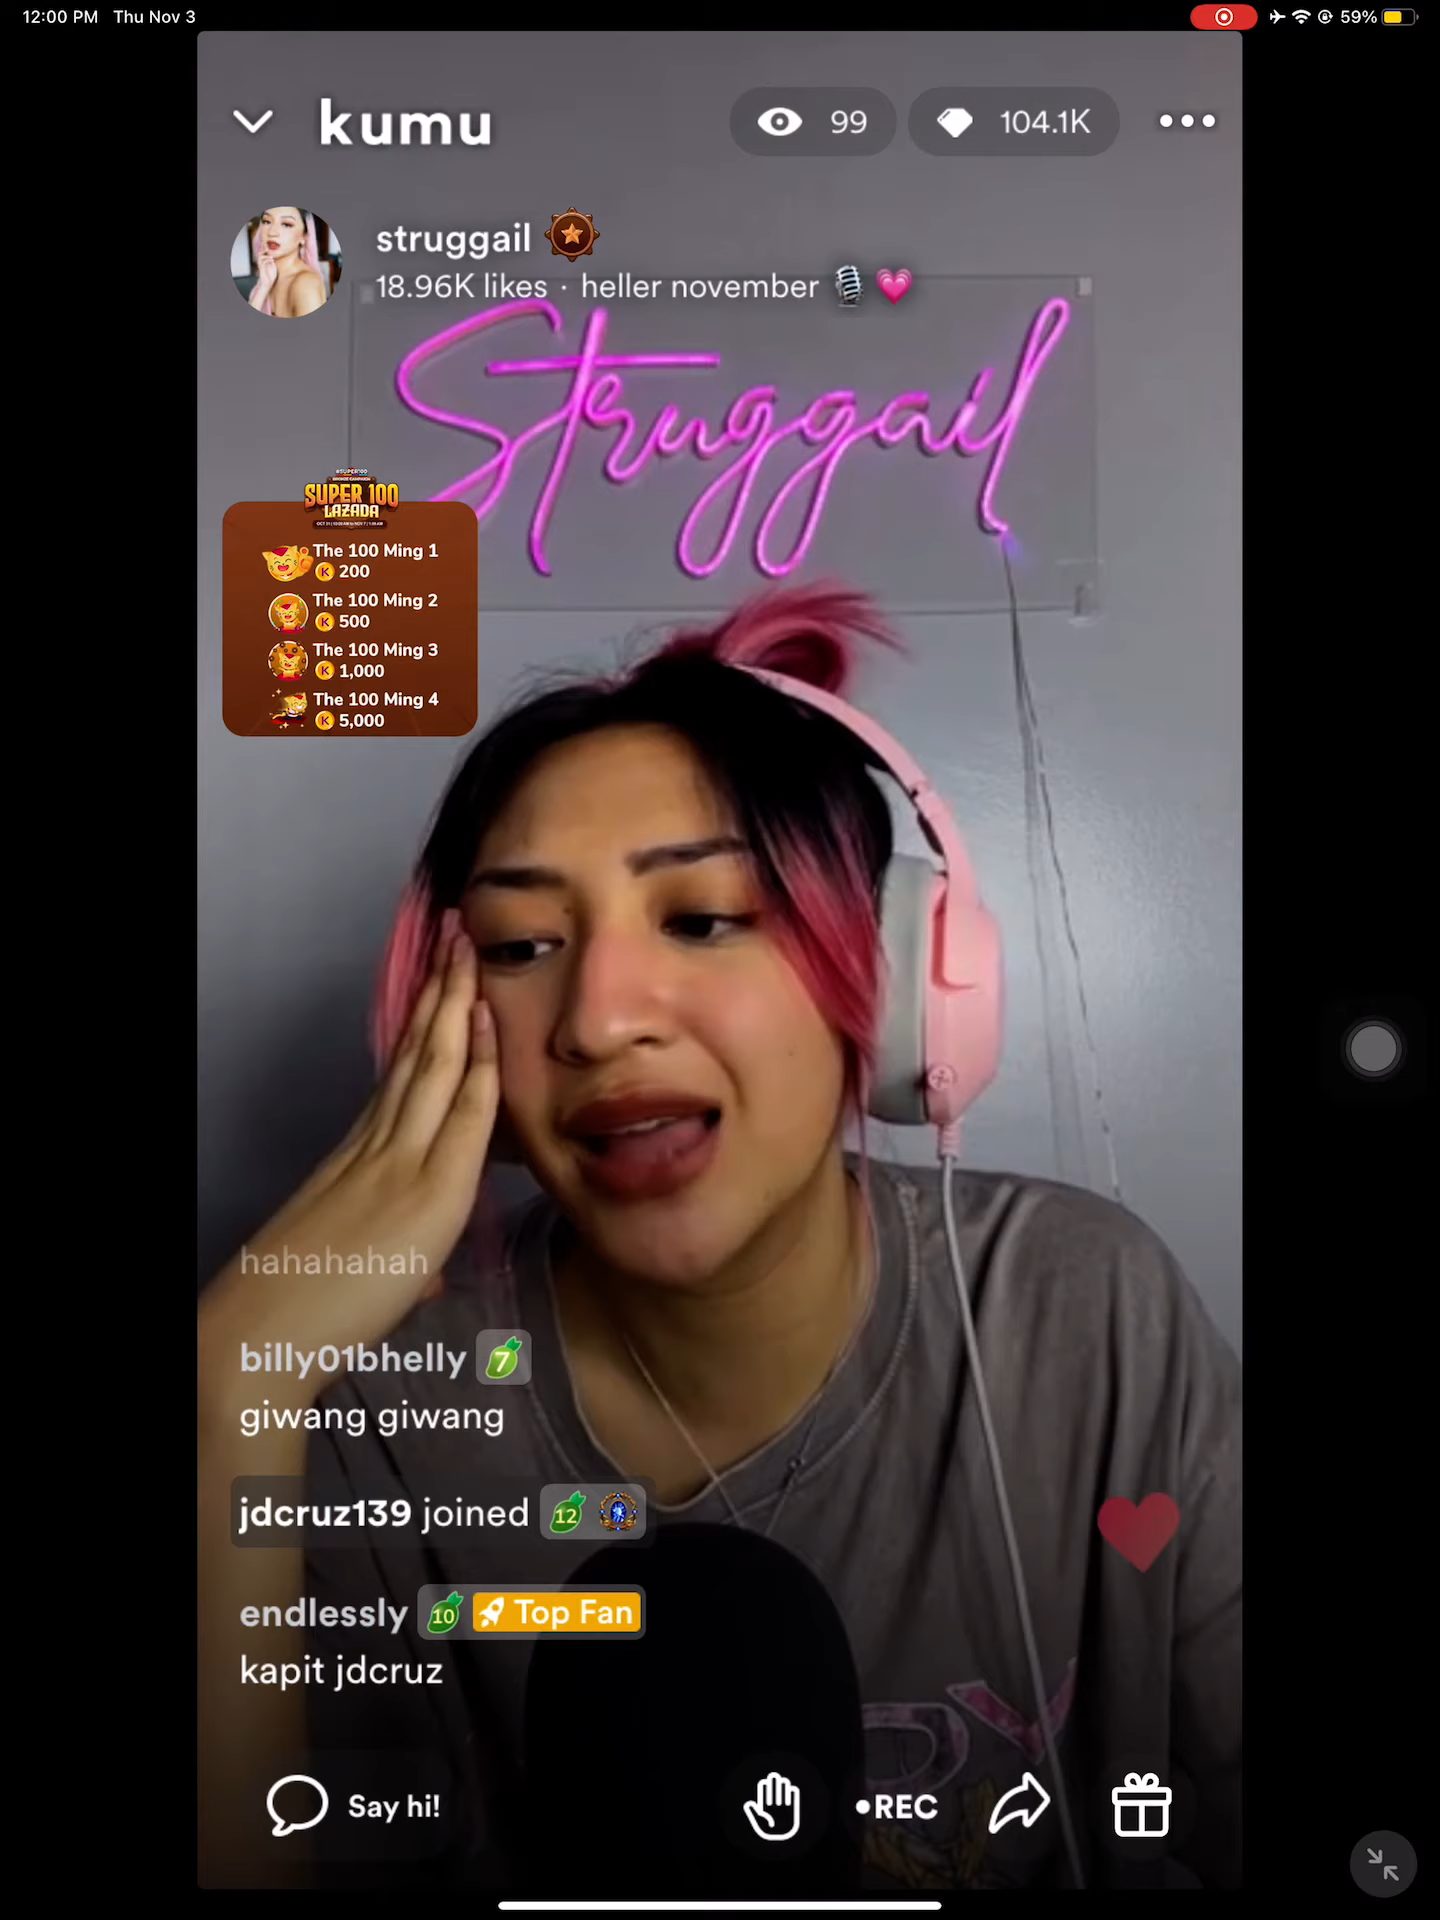 12:00 PM Thu Nov 3
59%
kumu
99
104.1K
struggail
18.96K likes · heller november
Struggail
#SUPER100
BRONZE CAMPAIGN
SUPER 100
LAZADA
The 100 Ming 1
K 200
The 100 Ming 2
K 500
The 100 Ming 3
K 1,000
The 100 Ming 4
K 5,000
hahahahah
billy01bhelly 7
giwang giwang
jdcruz139 joined 12
endlessly 10 Top Fan
kapit jdcruz
Say hi!
•REC